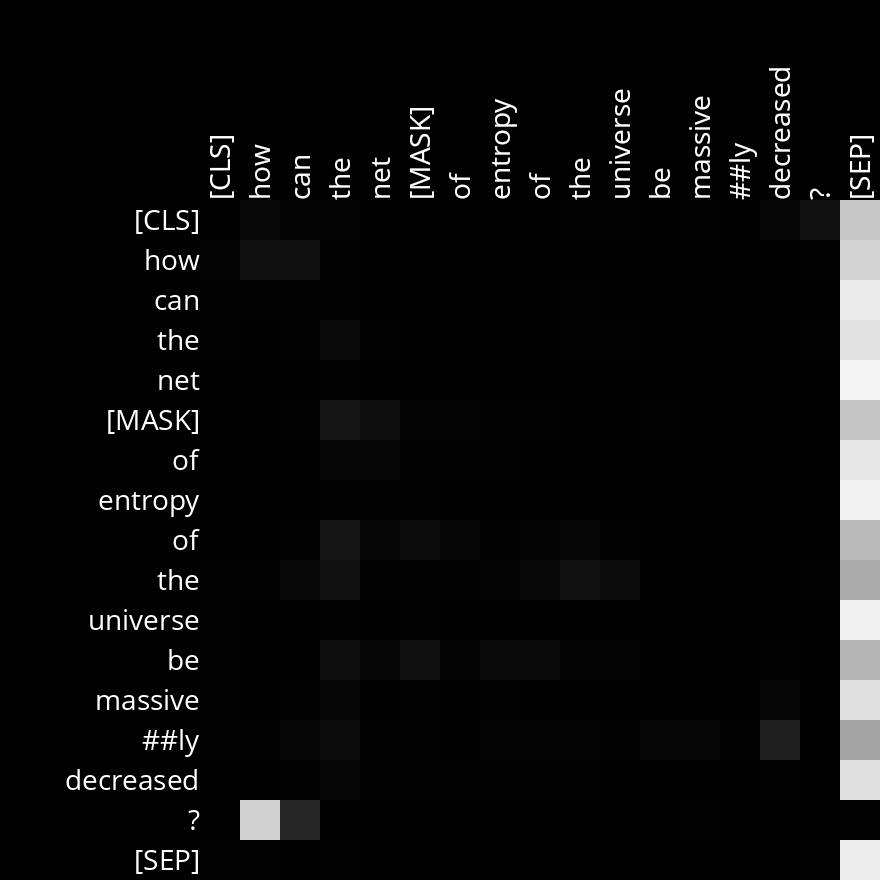 [CLS] how can the net [MASK] of entropy of the universe be massive ##ly decreased ? [SEP]
[CLS]
how
can
the
net
[MASK]
of
entropy
of
the
universe
be
massive
##ly
decreased
?
[SEP]